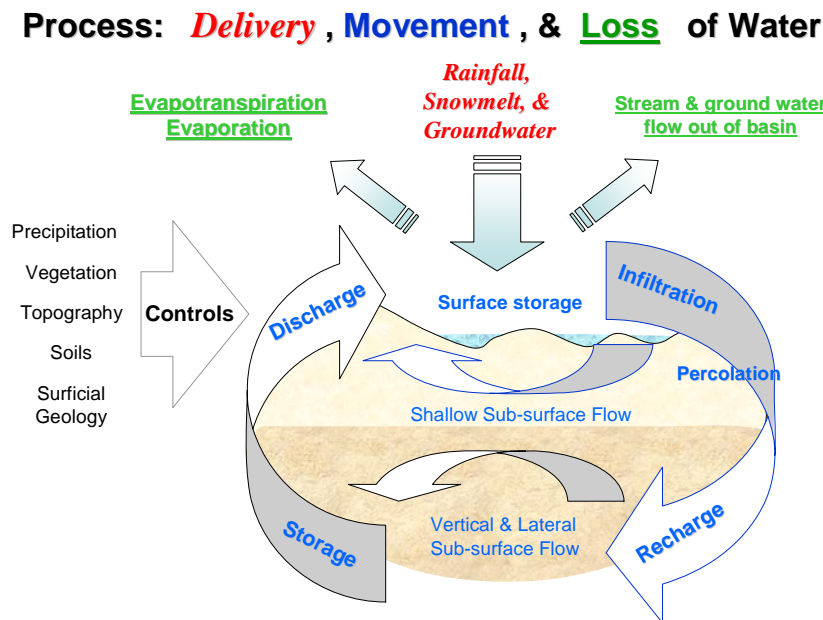 Process: Delivery , Movement , & Loss of Water
Rainfall,
Snowmelt, &
Groundwater
Evapotranspiration
Evaporation
Stream & ground water
flow out of basin
Precipitation
Vegetation
Topography
Soils
Surficial
Geology
Controls
Discharge
Surface storage
Infiltration
Percolation
Shallow Sub-surface Flow
Storage
Vertical & Lateral
Sub-surface Flow
Recharge